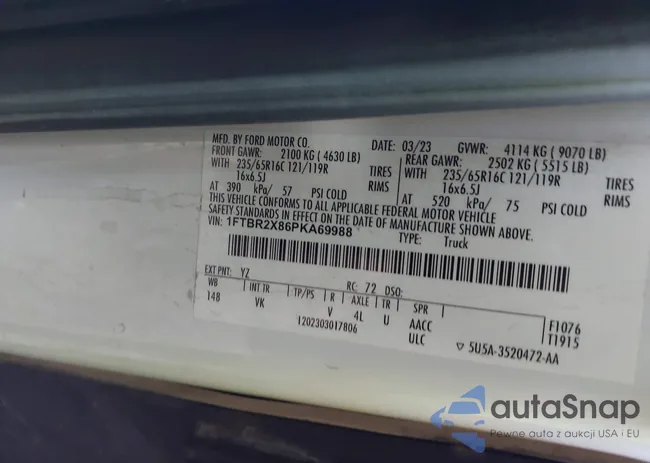 MFD. BY FORD MOTOR CO.
DATE: 03/23 GVWR: 4114 KG ( 9070 LB)
FRONT GAWR: 2100 KG ( 4630 LB)
REAR GAWR: 2502 KG ( 5515 LB)
WITH 235/65R16C 121/119R TIRES
WITH 235/65R16C 121/119R TIRES
16x6.5J RIMS
16x6.5J RIMS
AT 390 kPa/ 57 PSI COLD
AT 520 kPa/ 75 PSI COLD
THIS VEHICLE CONFORMS TO ALL APPLICABLE FEDERAL MOTOR VEHICLE
SAFETY STANDARDS IN EFFECT ON THE DATE OF MANUFACTURE SHOWN ABOVE.
VIN: 1FTBR2X86PKA69988
TYPE: Truck
EXT PNT: YZ RC: 72 DSO:
WB INT TR TP/PS R AXLE TR SPR
148 VK V 4L U AACC
ULC
1202303017806
F1076
T1915
▽ 5U5A-3520472-AA
autaSnap
Pewne auta z aukcji USA i EU